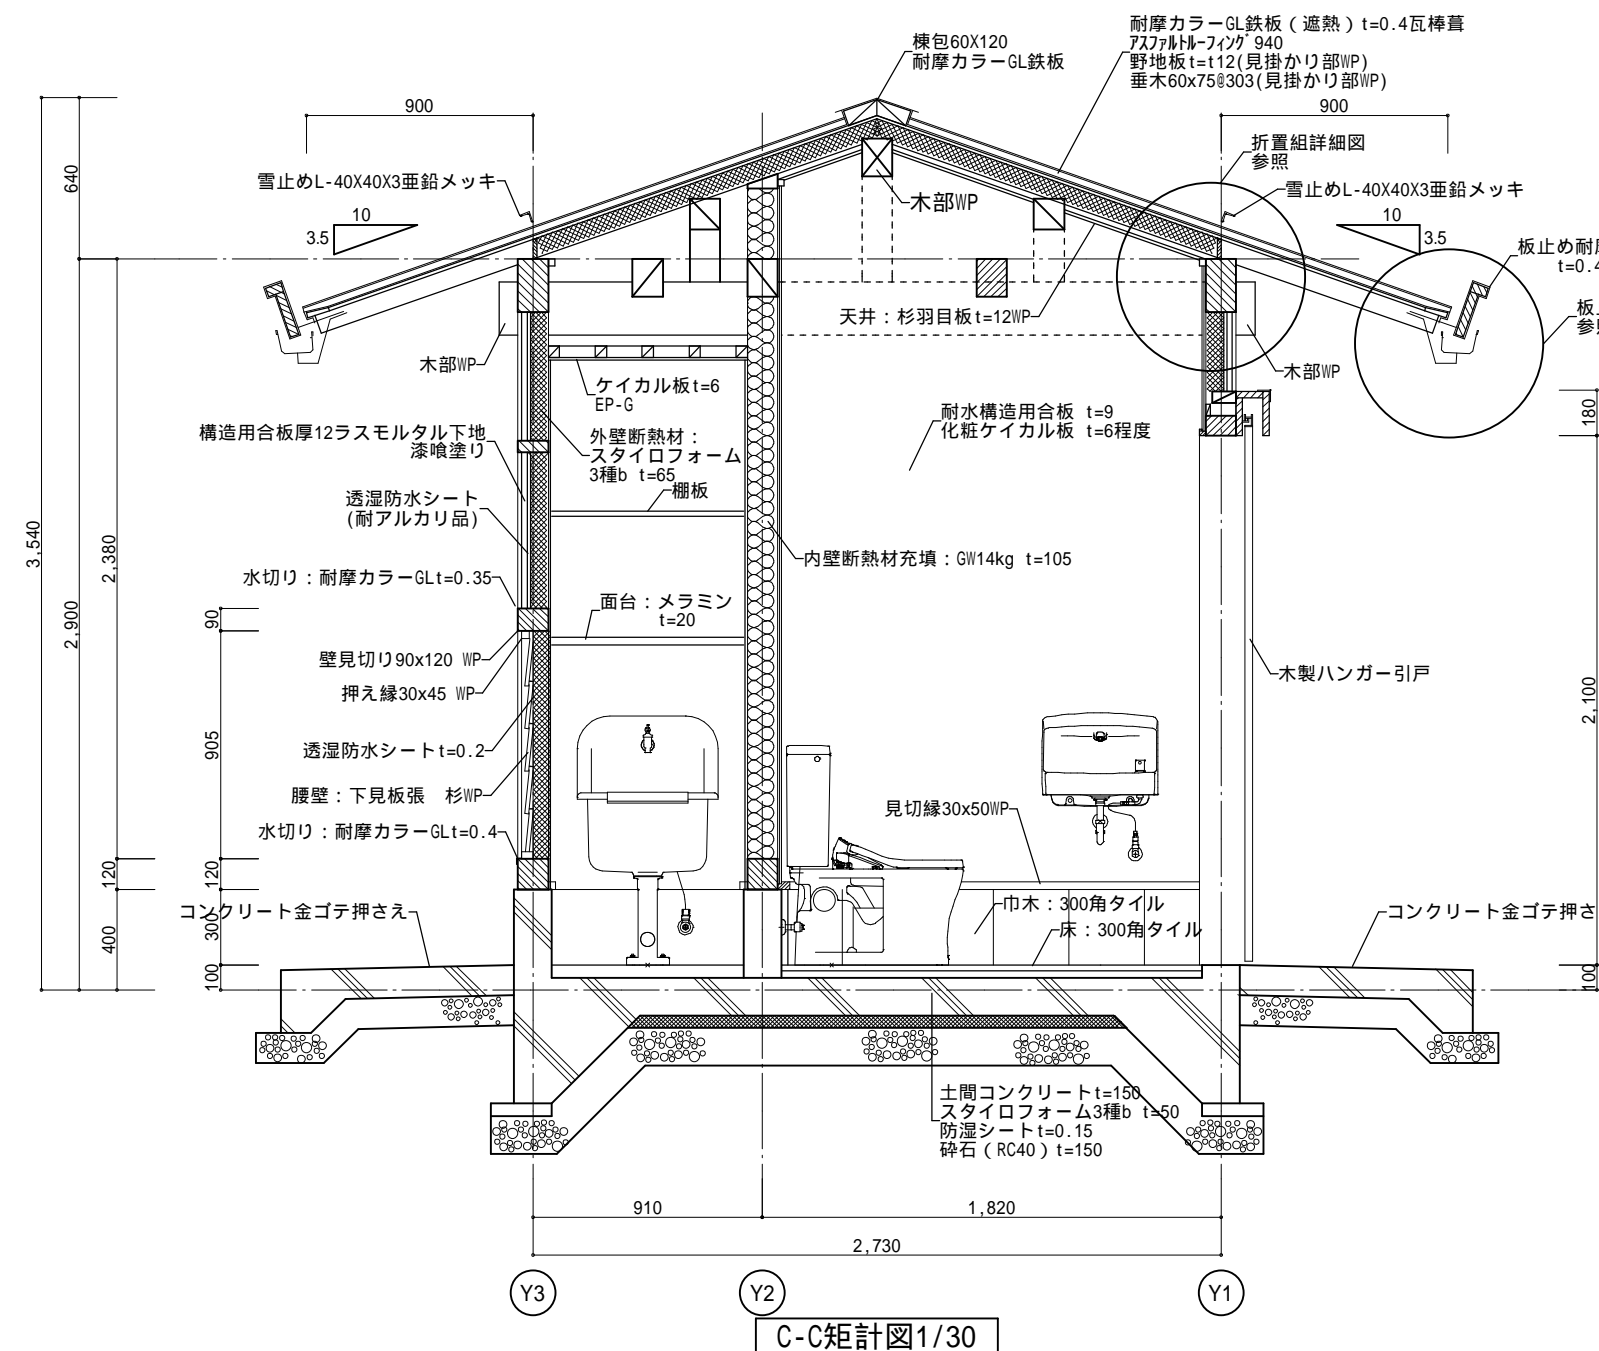 棟包60X120
耐摩カラーGL鉄板
耐摩カラーGL鉄板(遮熱)t=0.4瓦棒葺
アスファルトルーフィング 940
野地板t=t12(見掛かり部WP)
垂木60x75@303(見掛かり部WP)
900
900
折置組詳細図
参照
640
雪止めL-40X40X3亜鉛メッキ
木部WP
雪止めL-40X40X3亜鉛メッキ
10
3.5
10
3.5
板止め耐
t=0.4
天井：杉羽目板t=12WP
板
木部WP
木部WP
ケイカル板t=6
EP-G
耐水構造用合板 t=9
化粧ケイカル板 t=6程度
180
構造用合板厚12ラスモルタル下地
漆喰塗り
外壁断熱材：
スタイロフォーム
3種b t=65
棚板
透湿防水シート
(耐アルカリ品)
3,540
2,380
2,900
内壁断熱材充填：GW14kg t=105
水切り：耐摩カラーGLt=0.35
90
面台：メラミン
t=20
壁見切り90x120 WP
押え縁30x45 WP
木製ハンガー引戸
2,100
905
透湿防水シートt=0.2
腰壁：下見板張 杉WP
見切縁30x50WP
水切り：耐摩カラーGLt=0.4
120
120
コンクリート金ゴテ押さえ
300
400
巾木：300角タイル
床：300角タイル
コンクリート金ゴテ押さ
100
100
土間コンクリートt=150
スタイロフォーム3種b t=50
防湿シートt=0.15
砕石(RC40)t=150
910
1,820
2,730
Y3
Y2
Y1
C-C矩計図1/30